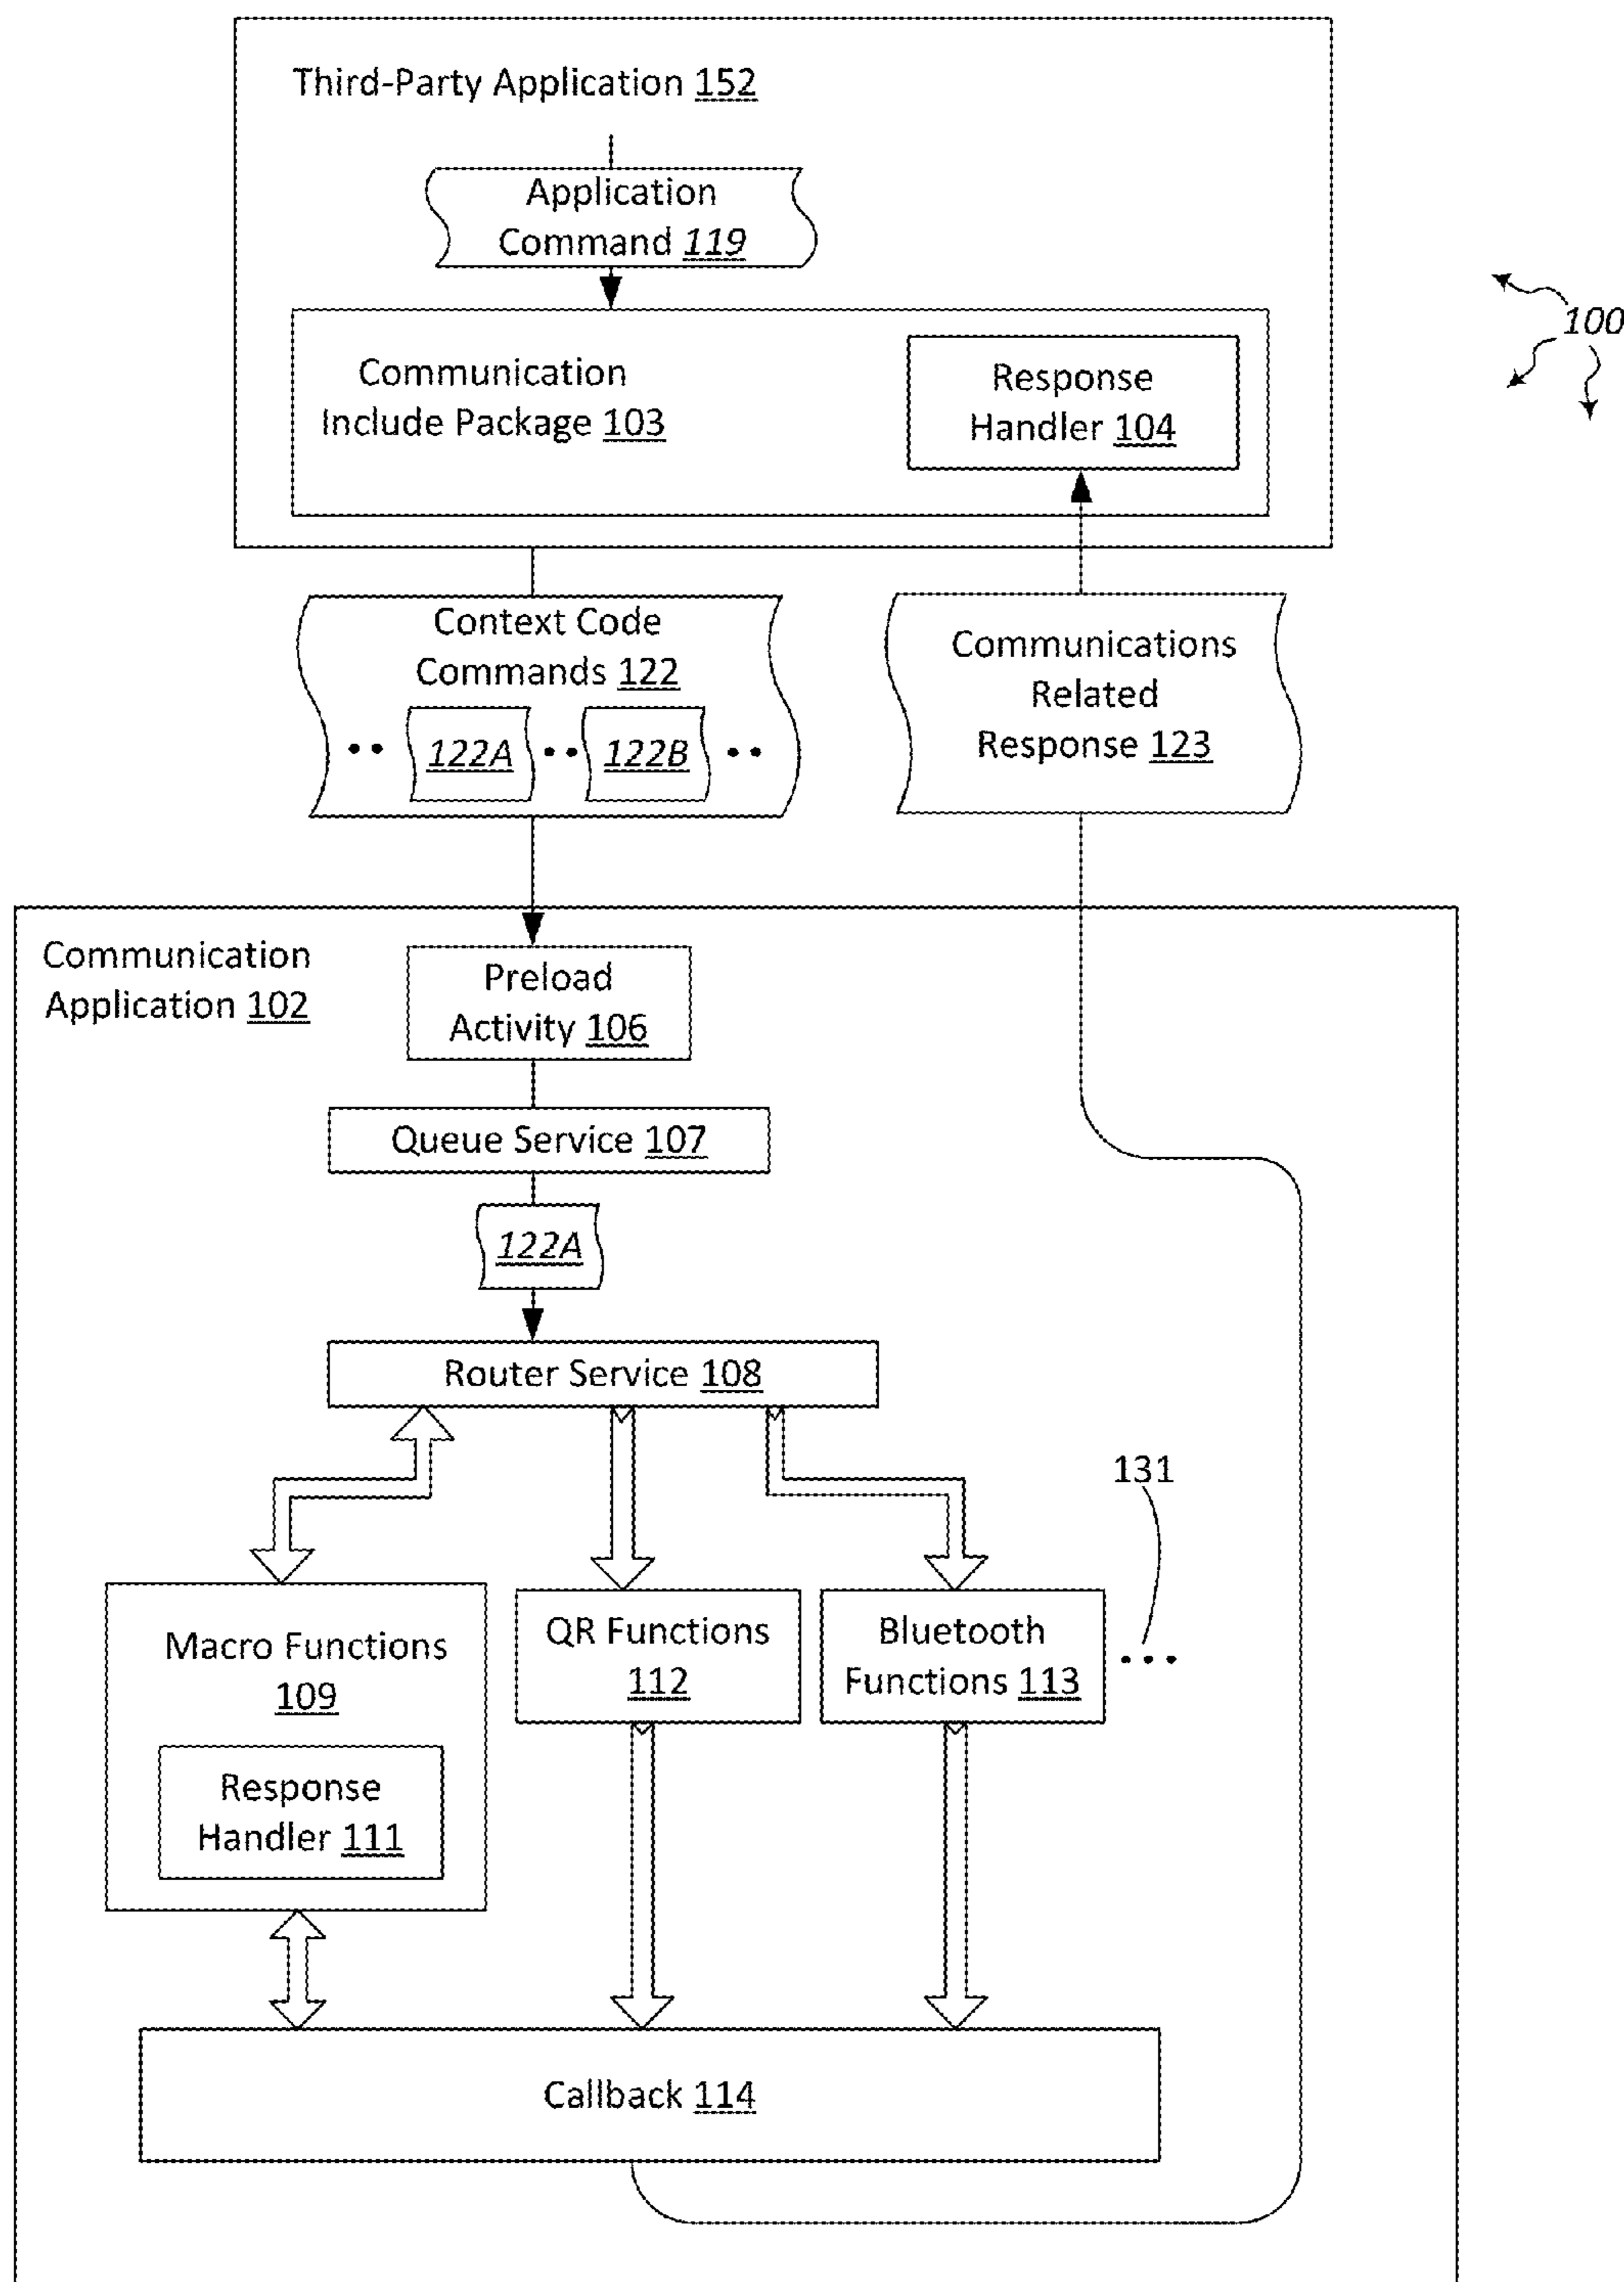 Third-Party Application 152
Application
Command 119
100
Communication
Include Package 103
Response
Handler 104
Context Code
Commands 122
122A
122B
Communications
Related
Response 123
Communication
Application 102
Preload
Activity 106
Queue Service 107
122A
Router Service 108
131
Macro Functions
109
Response
Handler 111
QR Functions
112
Bluetooth
Functions 113
Callback 114